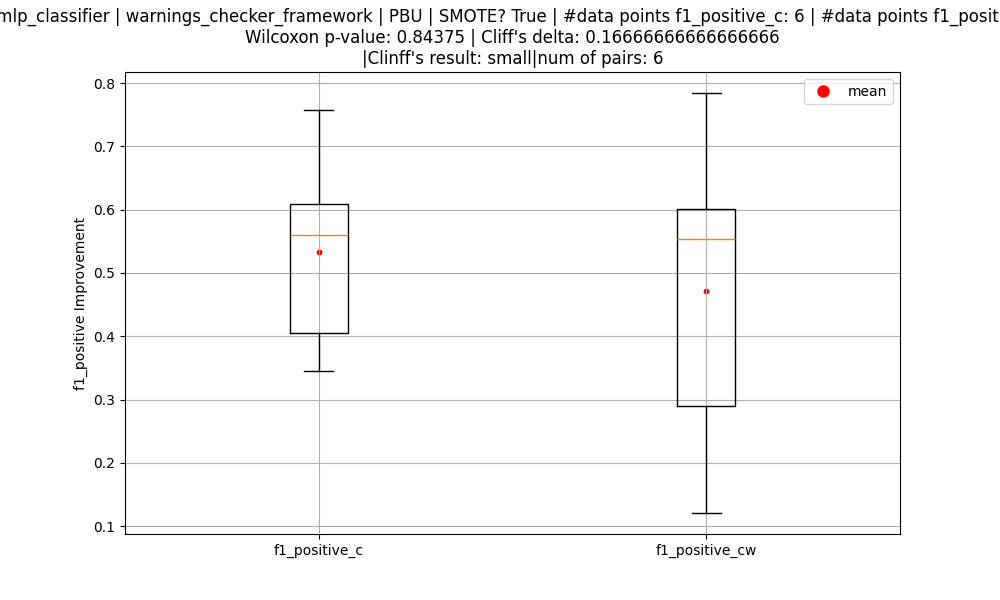 mlp_classifier | warnings_checker_framework | PBU | SMOTE? True | #data points f1_positive_c: 6 | #data points f1_posit
Wilcoxon p-value: 0.84375 | Cliff's delta: 0.16666666666666666
|Clinff's result: small|num of pairs: 6
mean
0.8
0.7
0.6
0.5
0.4
0.3
0.2
0.1
f1_positive Improvement
f1_positive_c
f1_positive_cw